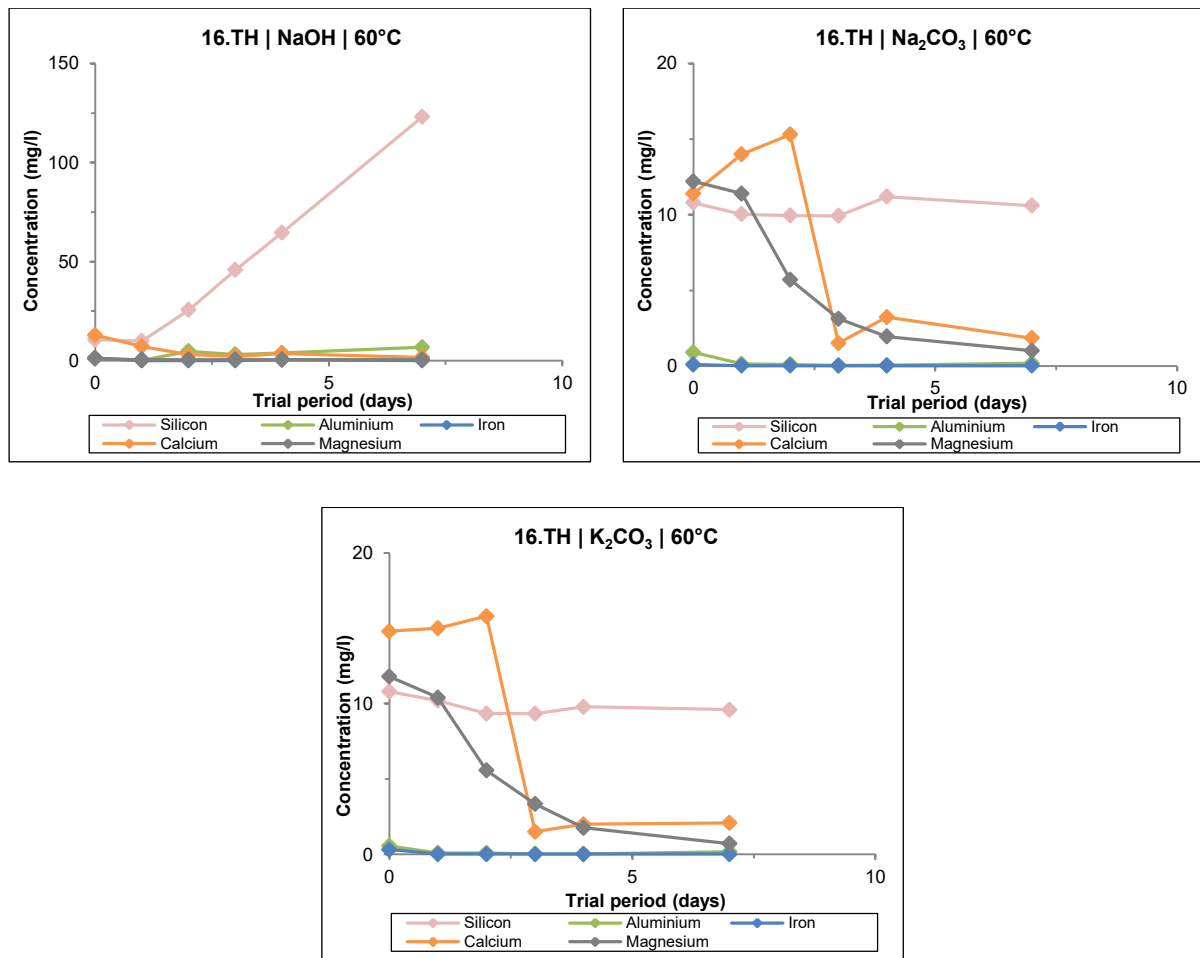 16.TH | NaOH | 60°C
150
100
50
0
0 5 10
Concentration (mg/l)
Trial period (days)
Silicon Aluminium Iron
Calcium Magnesium
16.TH | Na₂CO₃ | 60°C
20
10
0
0 5 10
Concentration (mg/l)
Trial period (days)
Silicon Aluminium Iron
Calcium Magnesium
16.TH | K₂CO₃ | 60°C
20
10
0
0 5 10
Concentration (mg/l)
Trial period (days)
Silicon Aluminium Iron
Calcium Magnesium